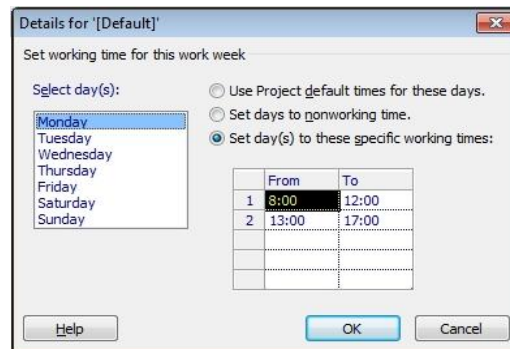 Details for '[Default]'
Set working time for this work week
Select day(s):
Monday
Tuesday
Wednesday
Thursday
Friday
Saturday
Sunday
Use Project default times for these days.
Set days to nonworking time.
Set day(s) to these specific working times:
From To
1 8:00 12:00
2 13:00 17:00
Help OK Cancel